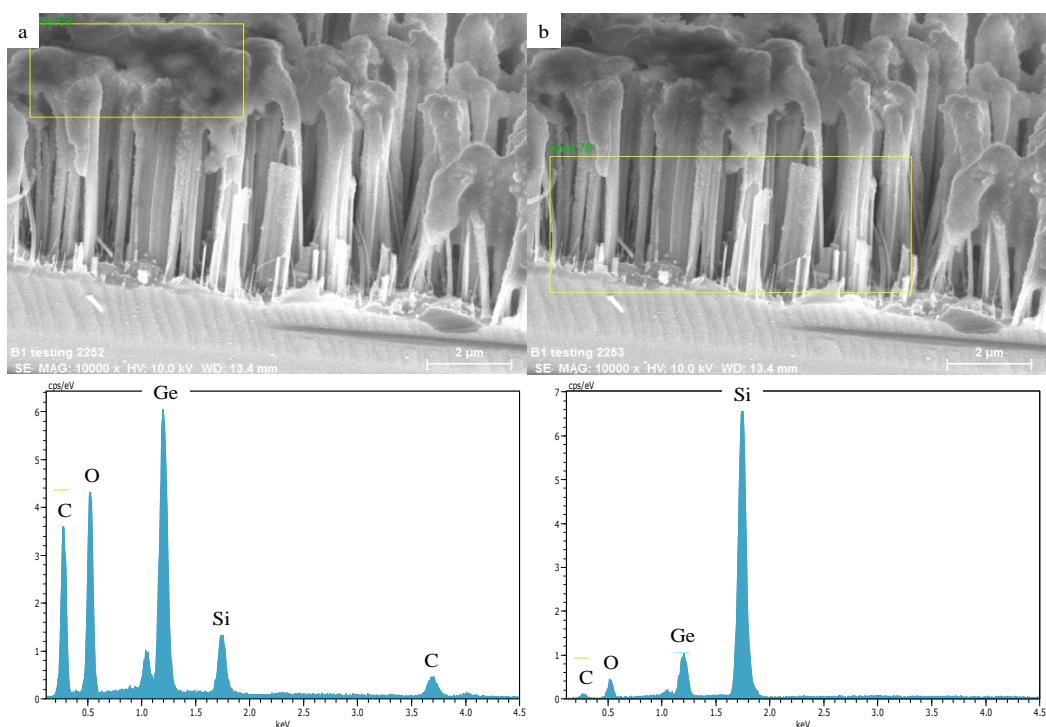 a
b
B1 testing 2252
SE MAG: 10000 x HV: 10.0 kV WD: 13.4 mm
2 µm
B1 testing 2253
SE MAG: 10000 x HV: 10.0 kV WD: 13.4 mm
2 µm
cps/eV
Ge
O
C
Si
C
6
5
4
3
2
1
0
0.5 1.0 1.5 2.0 2.5 3.0 3.5 4.0 4.5
keV
cps/eV
Si
Ge
O
C
7
6
5
4
3
2
1
0
0.5 1.0 1.5 2.0 2.5 3.0 3.5 4.0 4.5
keV